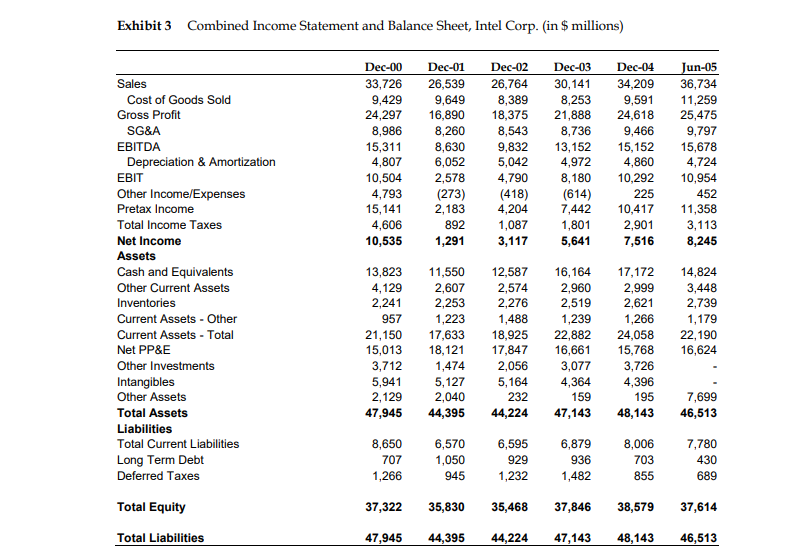 Exhibit 3 Combined Income Statement and Balance Sheet, Intel Corp. (in $ millions)
Dec-00 Dec-01 Dec-02 Dec-03 Dec-04 Jun-05
Sales 33,726 26,539 26,764 30,141 34,209 36,734
Cost of Goods Sold 9,429 9,649 8,389 8,253 9,591 11,259
Gross Profit 24,297 16,890 18,375 21,888 24,618 25,475
SG&A 8,986 8,260 8,543 8,736 9,466 9,797
EBITDA 15,311 8,630 9,832 13,152 15,152 15,678
Depreciation & Amortization 4,807 6,052 5,042 4,972 4,860 4,724
EBIT 10,504 2,578 4,790 8,180 10,292 10,954
Other Income/Expenses 4,793 (273) (418) (614) 225 452
Pretax Income 15,141 2,183 4,204 7,442 10,417 11,358
Total Income Taxes 4,606 892 1,087 1,801 2,901 3,113
Net Income 10,535 1,291 3,117 5,641 7,516 8,245
Assets
Cash and Equivalents 13,823 11,550 12,587 16,164 17,172 14,824
Other Current Assets 4,129 2,607 2,574 2,960 2,999 3,448
Inventories 2,241 2,253 2,276 2,519 2,621 2,739
Current Assets - Other 957 1,223 1,488 1,239 1,266 1,179
Current Assets - Total 21,150 17,633 18,925 22,882 24,058 22,190
Net PP&E 15,013 18,121 17,847 16,661 15,768 16,624
Other Investments 3,712 1,474 2,056 3,077 3,726 -
Intangibles 5,941 5,127 5,164 4,364 4,396 -
Other Assets 2,129 2,040 232 159 195 7,699
Total Assets 47,945 44,395 44,224 47,143 48,143 46,513
Liabilities
Total Current Liabilities 8,650 6,570 6,595 6,879 8,006 7,780
Long Term Debt 707 1,050 929 936 703 430
Deferred Taxes 1,266 945 1,232 1,482 855 689
Total Equity 37,322 35,830 35,468 37,846 38,579 37,614
Total Liabilities 47,945 44,395 44,224 47,143 48,143 46,513